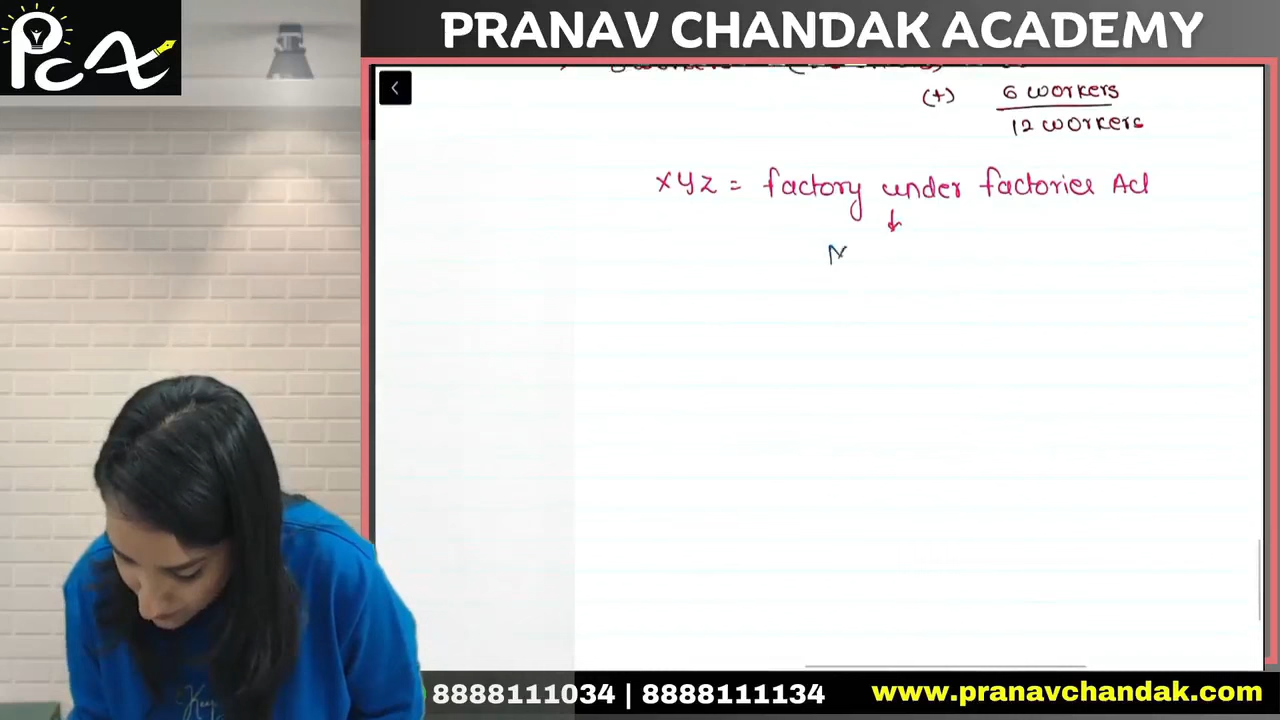 PCA
PRANAV CHANDAK ACADEMY
(+) 6 workers
12 workers
XYZ = factory under factories Act
N
8888111034 | 8888111134
www.pranavchandak.com